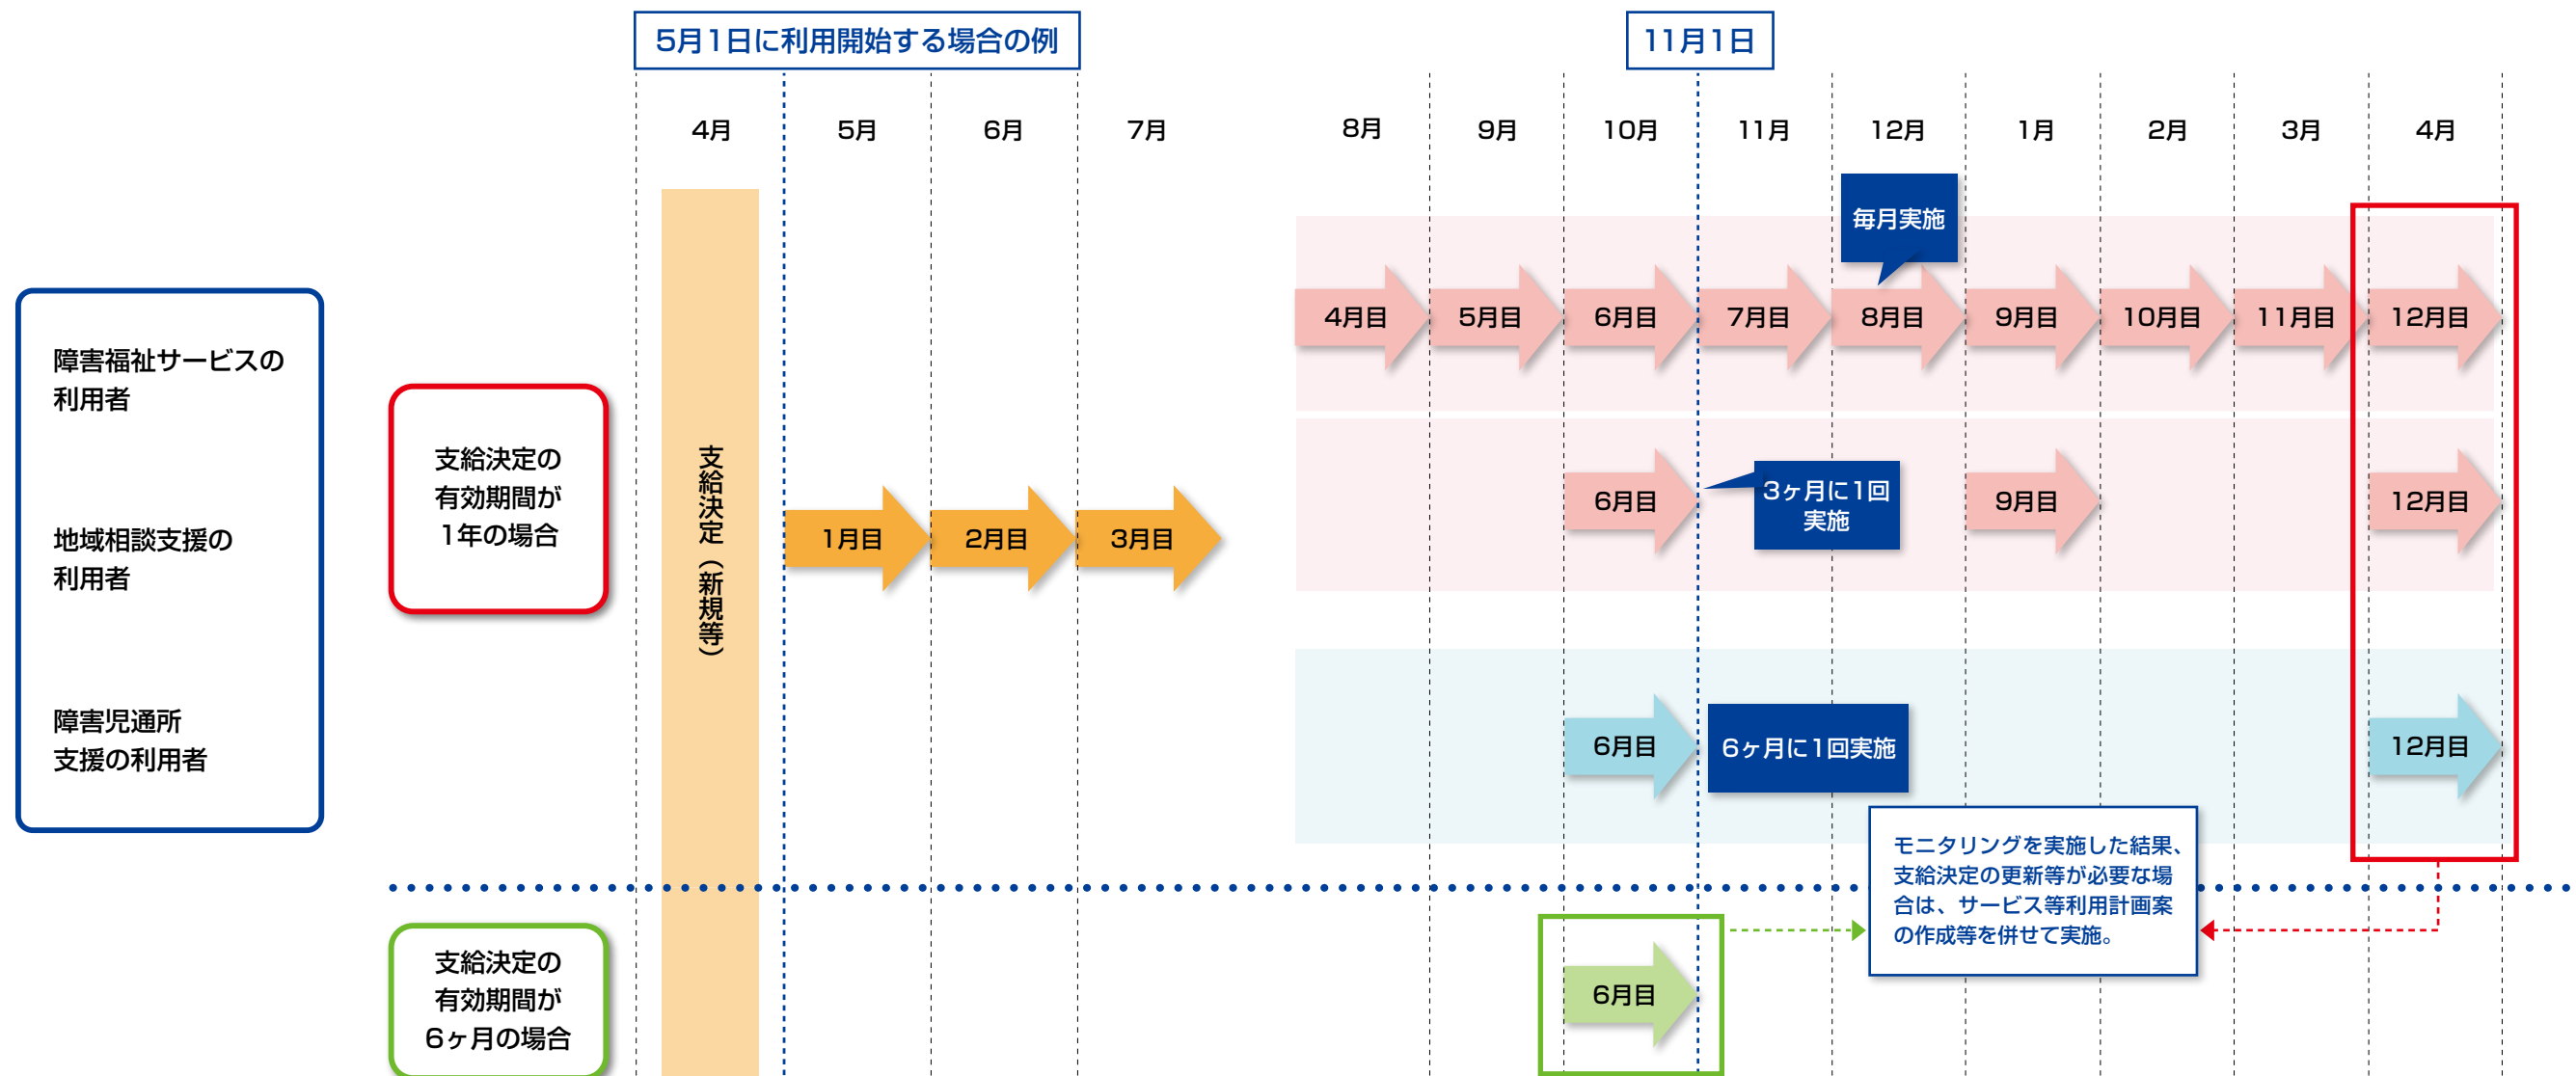 5月1日に利用開始する場合の例
11月1日
4月
5月
6月
7月
8月
9月
10月
11月
12月
1月
2月
3月
4月
毎月実施
4月目
5月目
6月目
7月目
8月目
9月目
10月目
11月目
12月目
障害福祉サービスの
利用者
地域相談支援の
利用者
障害児通所
支援の利用者
支給決定の
有効期間が
1年の場合
支給決定（新規等）
1月目
2月目
3月目
6月目
3ヶ月に1回
実施
9月目
12月目
6月目
6ヶ月に1回実施
12月目
モニタリングを実施した結果、
支給決定の更新等が必要な場
合は、サービス等利用計画案
の作成等を併せて実施。
支給決定の
有効期間が
6ヶ月の場合
6月目